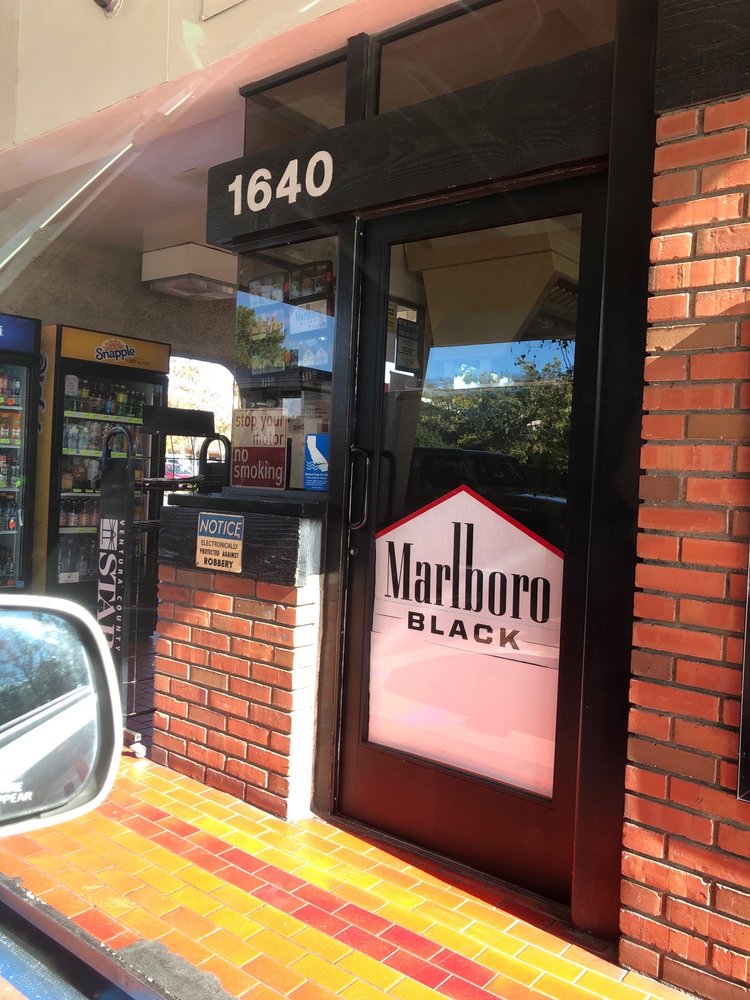 1640
Snapple
stop your
motor
no
smoking
NOTICE
ELECTRONICALLY
PROTECTED AGAINST
ROBBERY
VENTURA COUNTY
STAR
Marlboro
BLACK